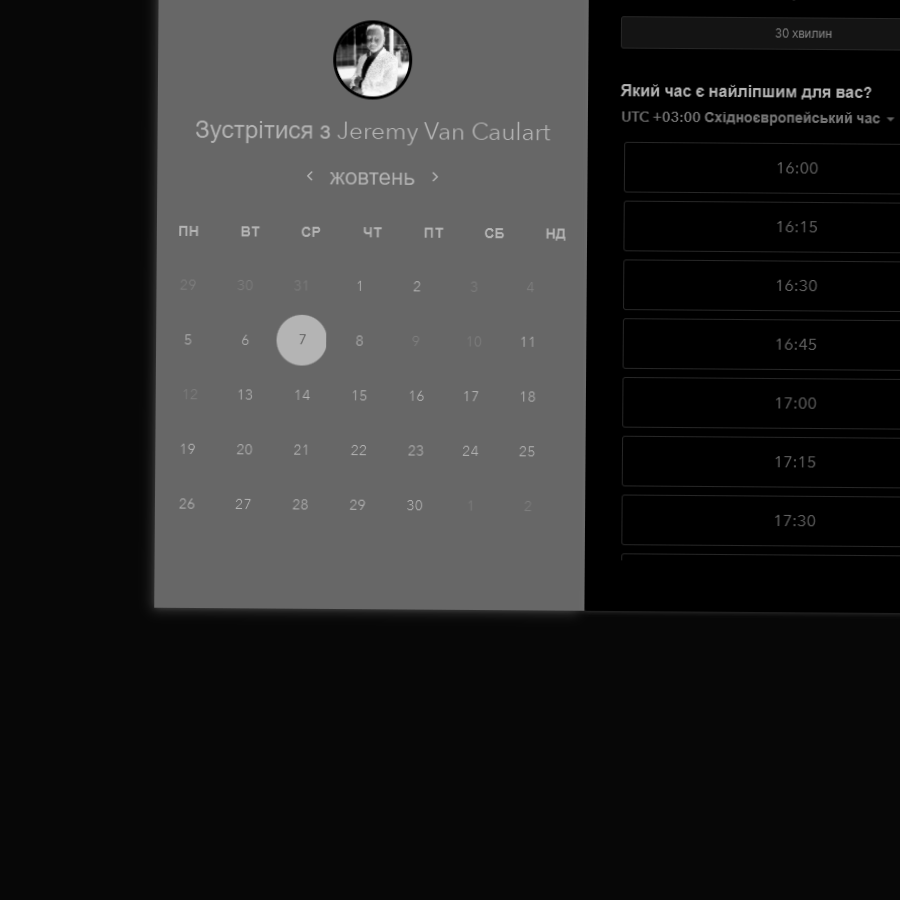 Зустрітися з Jeremy Van Caulart
жовтень
ПН ВТ СР ЧТ ПТ СБ НД
29 30 31 1 2 3 4
5 6 7 8 9 10 11
12 13 14 15 16 17 18
19 20 21 22 23 24 25
26 27 28 29 30 1 2
30 хвилин
Який час є найліпшим для вас?
UTC +03:00 Східноєвропейський час
16:00
16:15
16:30
16:45
17:00
17:15
17:30